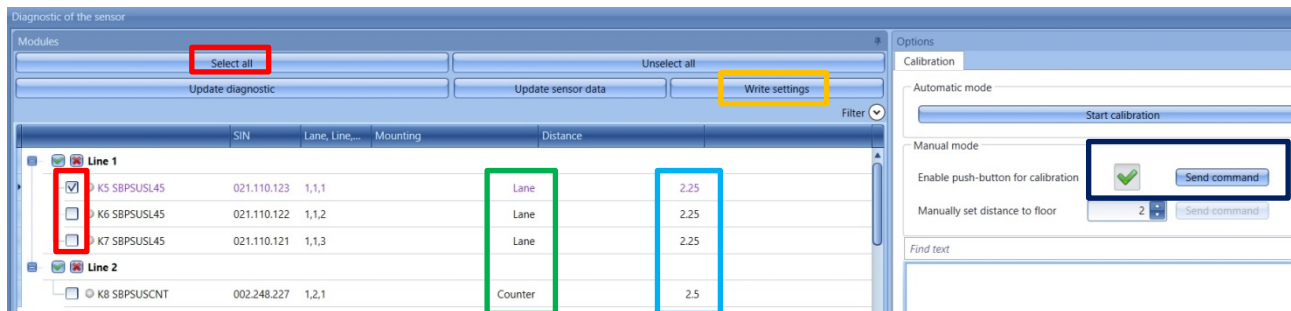 Diagnostic of the sensor
Modules
Select all
Unselect all
Update diagnostic
Update sensor data
Write settings
Filter
SIN
Lane, Line,...
Mounting
Distance
Line 1
K5 SBPSUSL45 021.110.123 1,1,1 Lane 2.25
K6 SBPSUSL45 021.110.122 1,1,2 Lane 2.25
K7 SBPSUSL45 021.110.121 1,1,3 Lane 2.25
Line 2
K8 SBPSUSCNT 002.248.227 1,2,1 Counter 2.5
Options
Calibration
Automatic mode
Start calibration
Manual mode
Enable push-button for calibration Send command
Manually set distance to floor 2 Send command
Find text